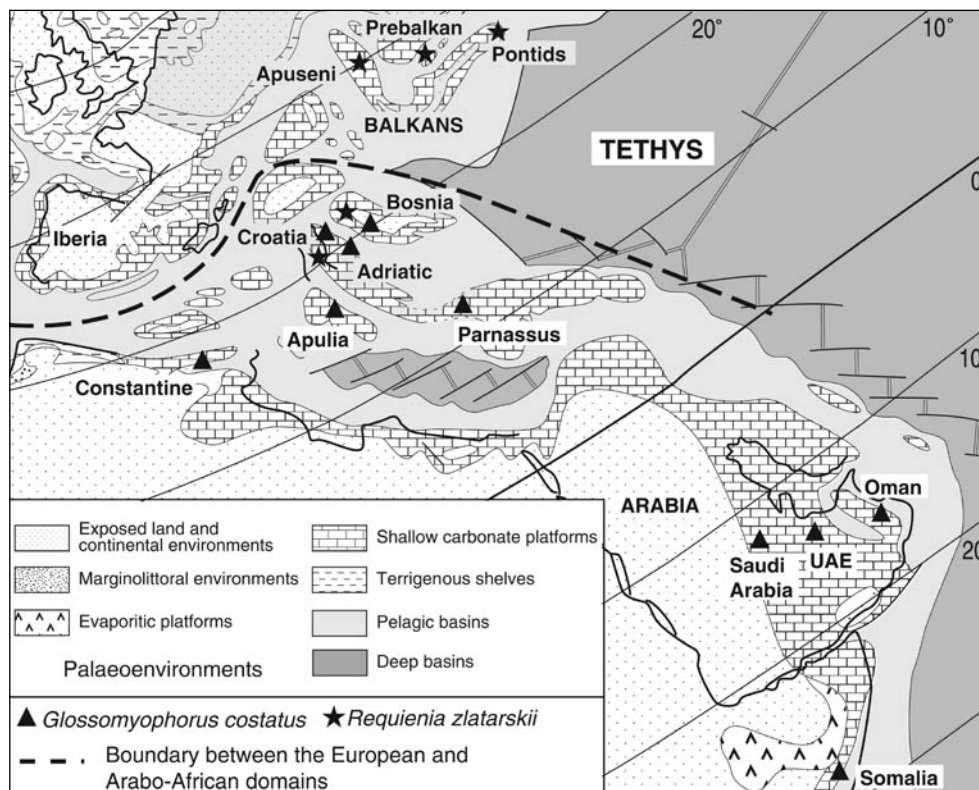 Prebalkan
Pontids
Apuseni
BALKANS
20°
10°
TETHYS
0
Bosnia
Iberia
Croatia
Adriatic
Apulia
Parnassus
Constantine
10
ARABIA
Oman
Saudi
Arabia
UAE
20
Somalia
Exposed land and
continental environments
Marginolittoral environments
Evaporitic platforms
Shallow carbonate platforms
Terrigenous shelves
Pelagic basins
Deep basins
Palaeoenvironments
Glossomyophorus costatus
Requienia zlatarskii
Boundary between the European and
Arabo-African domains